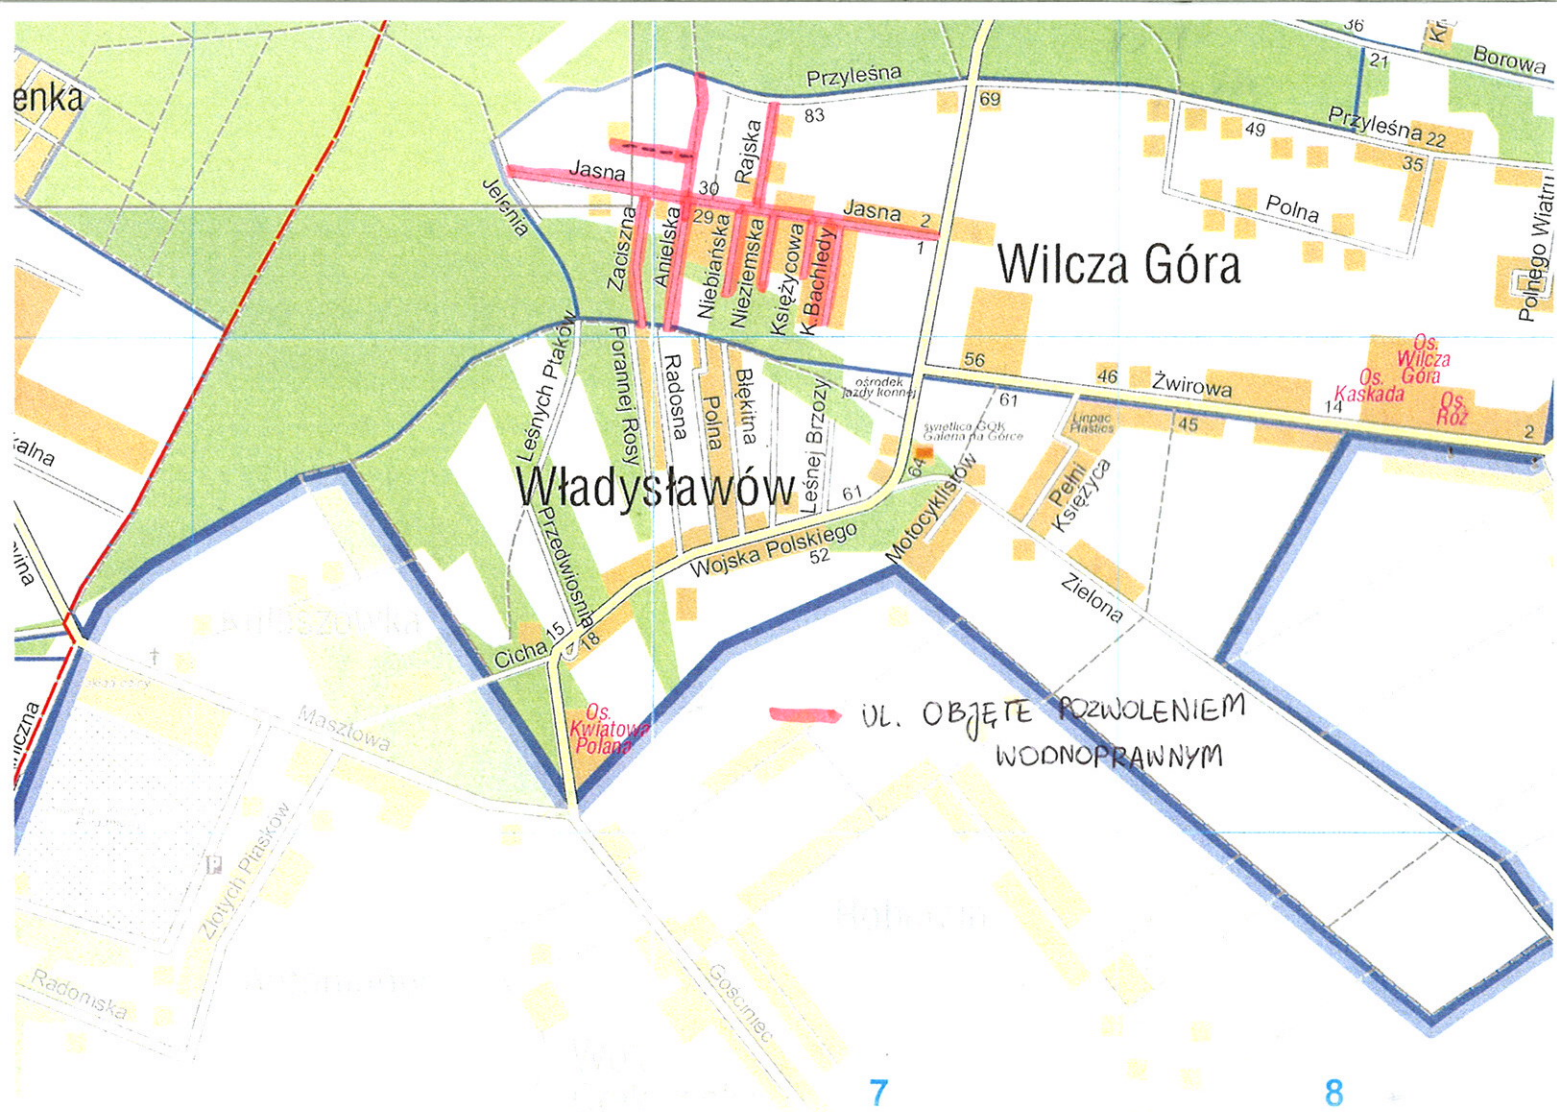 36
Borowa
21
enka
Przyleśna
69
83
Przyleśna
22
49
35
Rajska
Jasna
30
Jelenia
Jasna
2
29
1
Polna
Zaciszna
Anielska
Niebiańska
Nieziemska
Księżycowa
K.Bachledy
Wilcza Góra
Polnego Wiatru
Leśnych Ptaków
Porannej Rosy
Radosna
Polna
Błękitna
Leśnej Brzozy
ośrodek
jazdy konnej
56
46
Żwirowa
61
Os.
Wilcza
Góra
Os.
Kaskada
Os.
Róż
14
2
45
Linpac
Plastics
świetlica GOK
Galeria na Górce
64
Władysławów
61
Wojska Polskiego
52
Motocyklistów
Pełni
Księżyca
Zielona
Przedwiośnia
Cicha
15
18
Os.
Kwiatowa
Polana
kalna
Masztowa
UL. OBJĘTE POZWOLENIEM
WODNOPRAWNYM
P
Złotych Piasków
Radomska
Gościniec
7
8